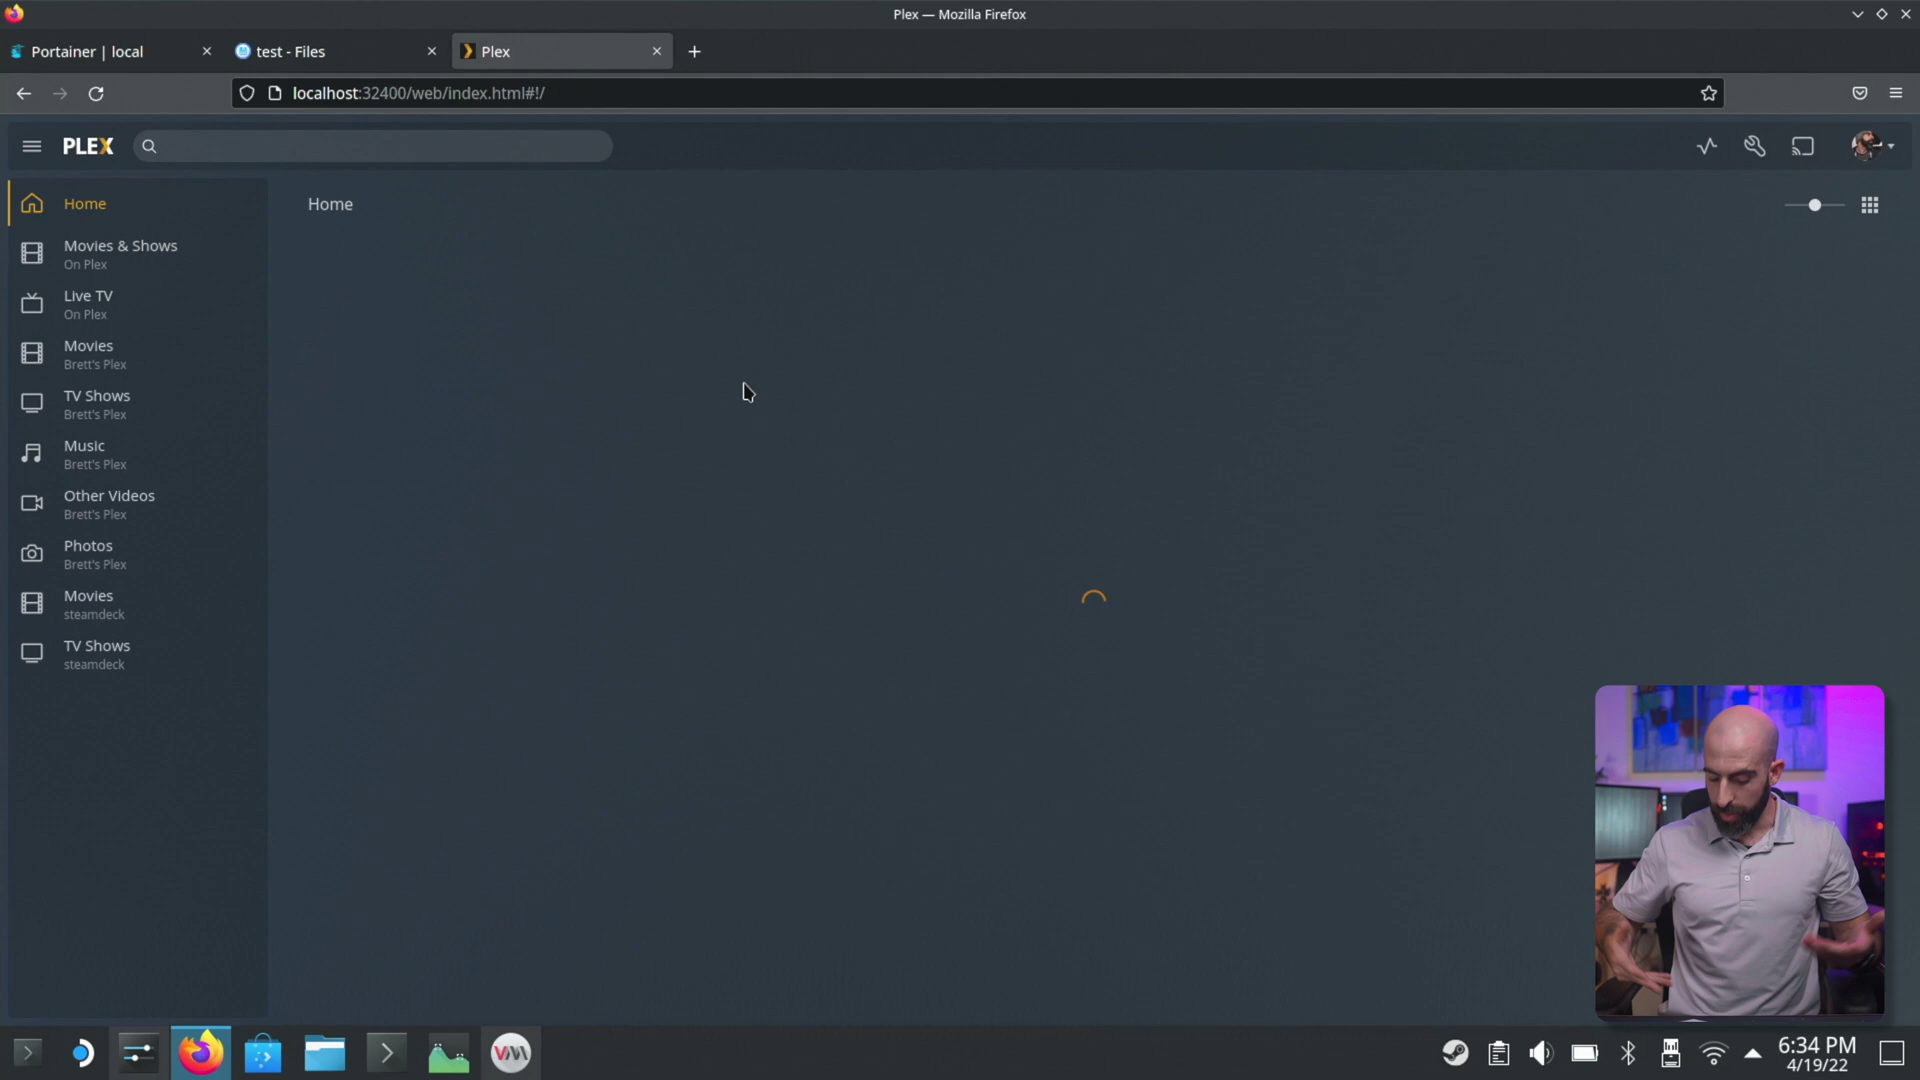 Plex — Mozilla Firefox
Portainer | local
test - Files
Plex
localhost:32400/web/index.html#!/
PLEX
Home
Home
Movies & Shows
On Plex
Live TV
On Plex
Movies
Brett's Plex
TV Shows
Brett's Plex
Music
Brett's Plex
Other Videos
Brett's Plex
Photos
Brett's Plex
Movies
steamdeck
TV Shows
steamdeck
6:34 PM
4/19/22